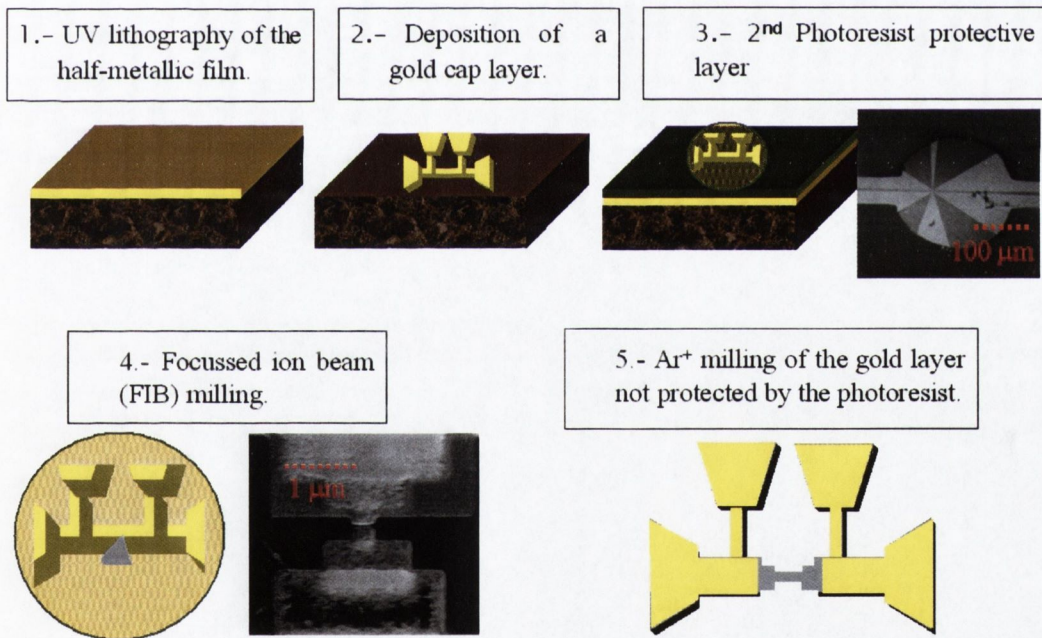 1.- UV lithography of the
half-metallic film.
2.- Deposition of a
gold cap layer.
3.- 2nd Photoresist protective
layer
100 μm
4.- Focussed ion beam
(FIB) milling.
1 μm
5.- Ar⁺ milling of the gold layer
not protected by the photoresist.